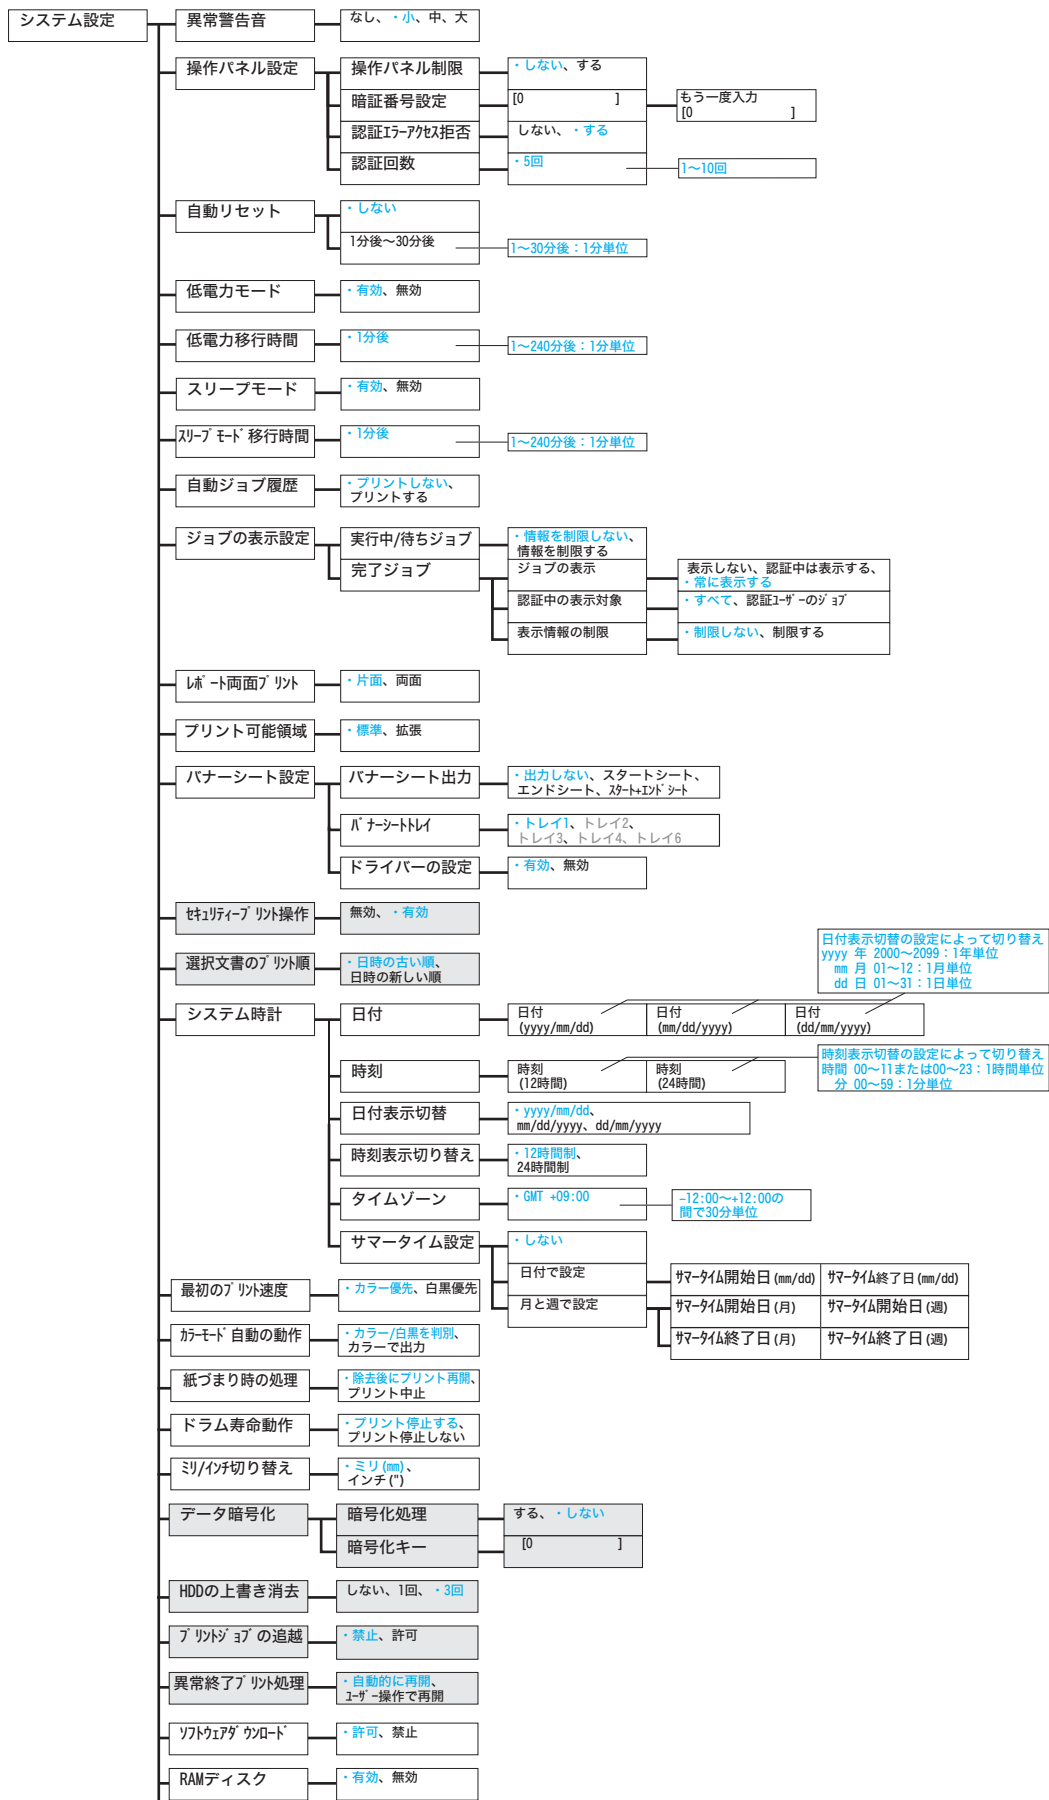 システム設定
異常警告音
なし、・小、中、大
操作パネル設定
操作パネル制限
・しない、する
暗証番号設定
[0 ]
もう一度入力
[0 ]
認証ｴﾗｰｱｸｾｽ拒否
しない、・する
認証回数
・5回
1～10回
自動リセット
・しない
1分後～30分後
1～30分後：1分単位
低電力モード
・有効、無効
低電力移行時間
・1分後
1～240分後：1分単位
スリープモード
・有効、無効
ｽﾘｰﾌﾟﾓｰﾄﾞ移行時間
・1分後
1～240分後：1分単位
自動ジョブ履歴
・プリントしない、
プリントする
ジョブの表示設定
実行中/待ちジョブ
・情報を制限しない、
情報を制限する
完了ジョブ
ジョブの表示
表示しない、認証中は表示する、
・常に表示する
認証中の表示対象
・すべて、認証ﾕｰｻﾞｰのｼﾞｮﾌﾞ
表示情報の制限
・制限しない、制限する
ﾚﾎﾟｰﾄ両面ﾌﾟﾘﾝﾄ
・片面、両面
プリント可能領域
・標準、拡張
バナーシート設定
バナーシート出力
・出力しない、スタートシート、
エンドシート、ｽﾀｰﾄ+ｴﾝﾄﾞｼｰﾄ
ﾊﾞﾅｰｼｰﾄﾄﾚｲ
・トレイ1、トレイ2、
トレイ3、トレイ4、トレイ6
ドライバーの設定
・有効、無効
ｾｷｭﾘﾃｨｰﾌﾟﾘﾝﾄ操作
無効、・有効
選択文書のﾌﾟﾘﾝﾄ順
・日時の古い順、
日時の新しい順
日付表示切替の設定によって切り替え
yyyy 年 2000～2099：1年単位
mm 月 01～12：1月単位
dd 日 01～31：1日単位
システム時計
日付
日付
(yyyy/mm/dd)
日付
(mm/dd/yyyy)
日付
(dd/mm/yyyy)
時刻表示切替の設定によって切り替え
時間 00～11または00～23：1時間単位
分 00～59：1分単位
時刻
時刻
(12時間)
時刻
(24時間)
日付表示切替
・yyyy/mm/dd、
mm/dd/yyyy、dd/mm/yyyy
時刻表示切り替え
・12時間制、
24時間制
タイムゾーン
・GMT +09:00
-12:00～+12:00の
間で30分単位
サマータイム設定
・しない
日付で設定
ｻﾏｰﾀｲﾑ開始日(mm/dd)
ｻﾏｰﾀｲﾑ終了日(mm/dd)
月と週で設定
ｻﾏｰﾀｲﾑ開始日(月)
ｻﾏｰﾀｲﾑ開始日(週)
ｻﾏｰﾀｲﾑ終了日(月)
ｻﾏｰﾀｲﾑ終了日(週)
最初のﾌﾟﾘﾝﾄ速度
・カラー優先、白黒優先
ｶﾗｰﾓｰﾄﾞ自動の動作
・カラー/白黒を判別、
カラーで出力
紙づまり時の処理
・除去後にプリント再開、
プリント中止
ドラム寿命動作
・プリント停止する、
プリント停止しない
ﾐﾘ/ｲﾝﾁ切り替え
・ミリ(mm)、
インチ(")
データ暗号化
暗号化処理
する、・しない
暗号化キー
[0 ]
HDDの上書き消去
しない、1回、・3回
ﾌﾟﾘﾝﾄｼﾞｮﾌﾞの追越
・禁止、許可
異常終了ﾌﾟﾘﾝﾄ処理
・自動的に再開、
ﾕｰｻﾞｰ操作で再開
ｿﾌﾄｳｪｱﾀﾞｳﾝﾛｰﾄﾞ
・許可、禁止
RAMディスク
・有効、無効